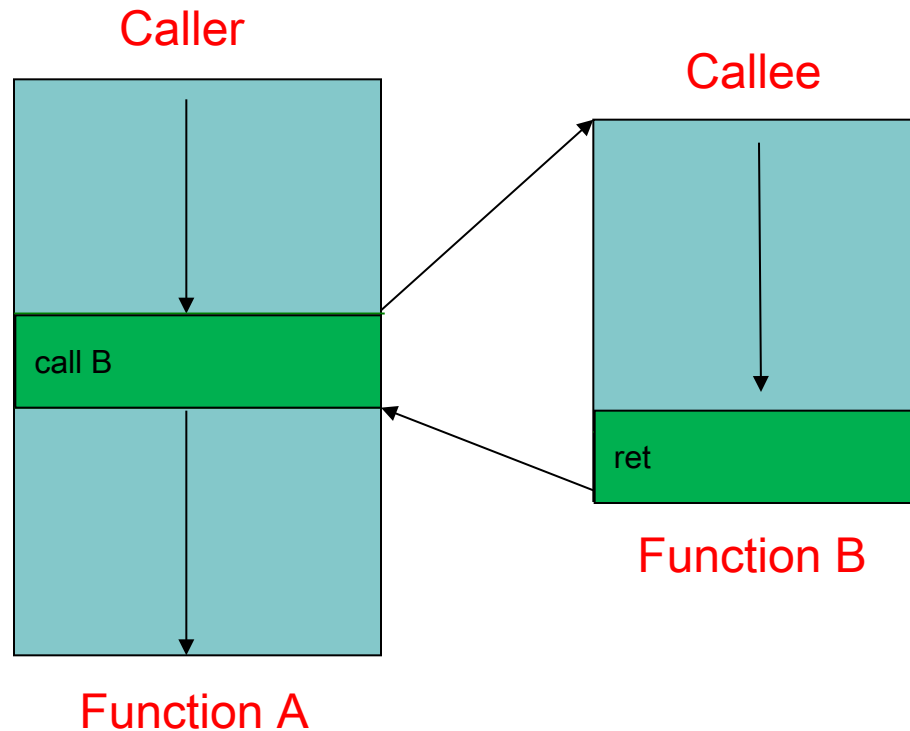 Caller
Callee
call B
ret
Function B
Function A